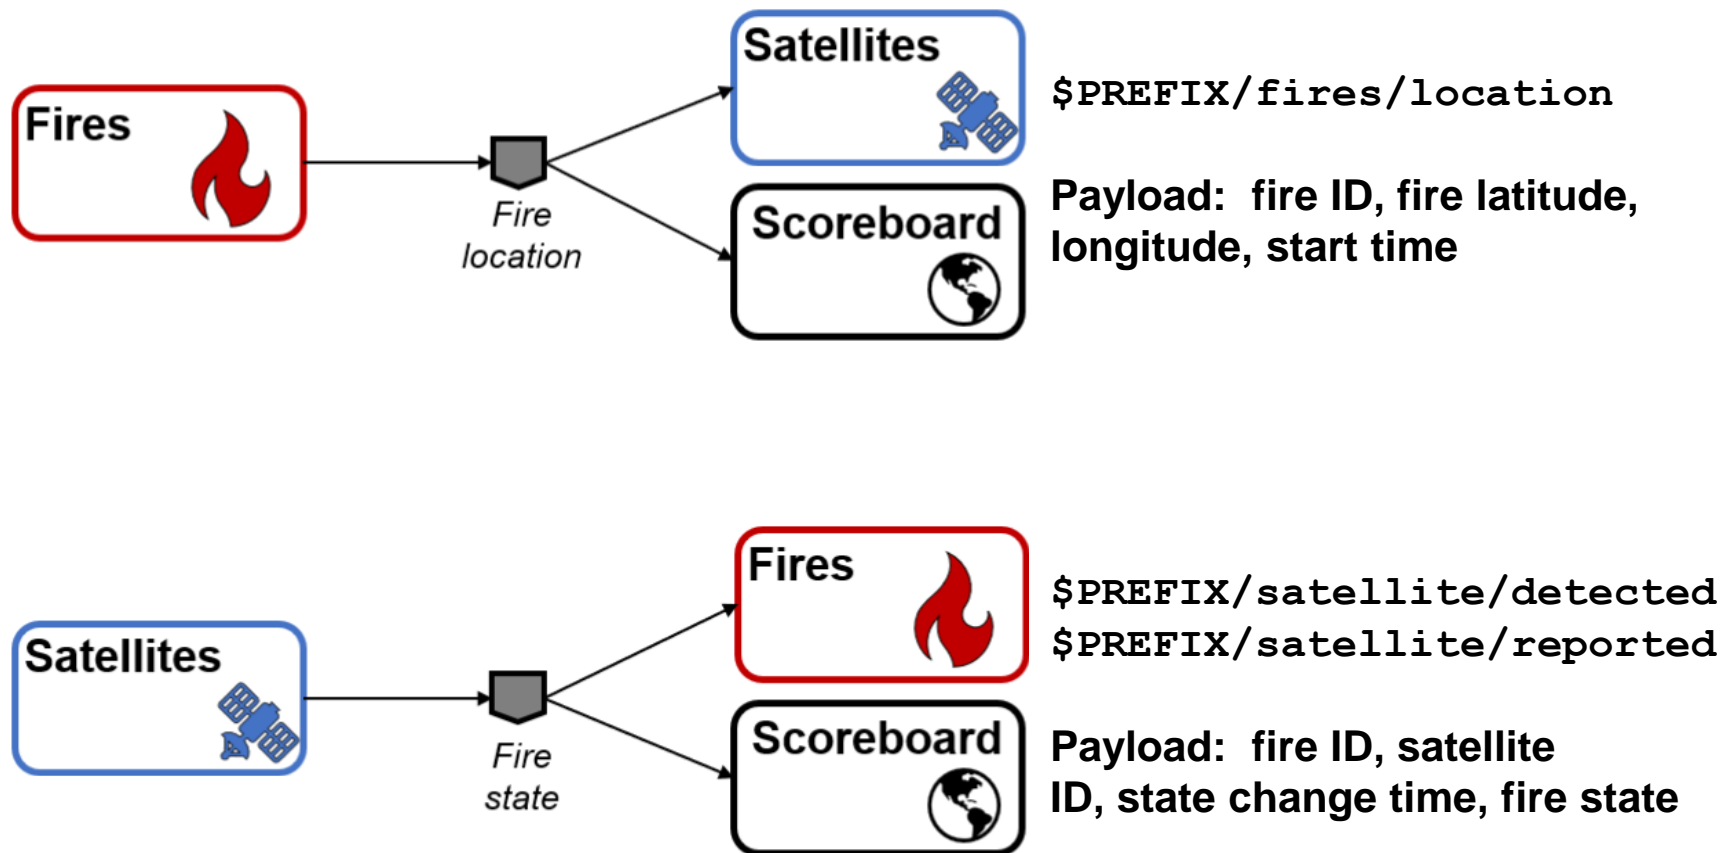 Fires
Fire
location
Satellites
Scoreboard
$PREFIX/fires/location
Payload:  fire ID, fire latitude,
longitude, start time
Satellites
Fire
state
Fires
Scoreboard
$PREFIX/satellite/detected
$PREFIX/satellite/reported
Payload:  fire ID, satellite
ID, state change time, fire state